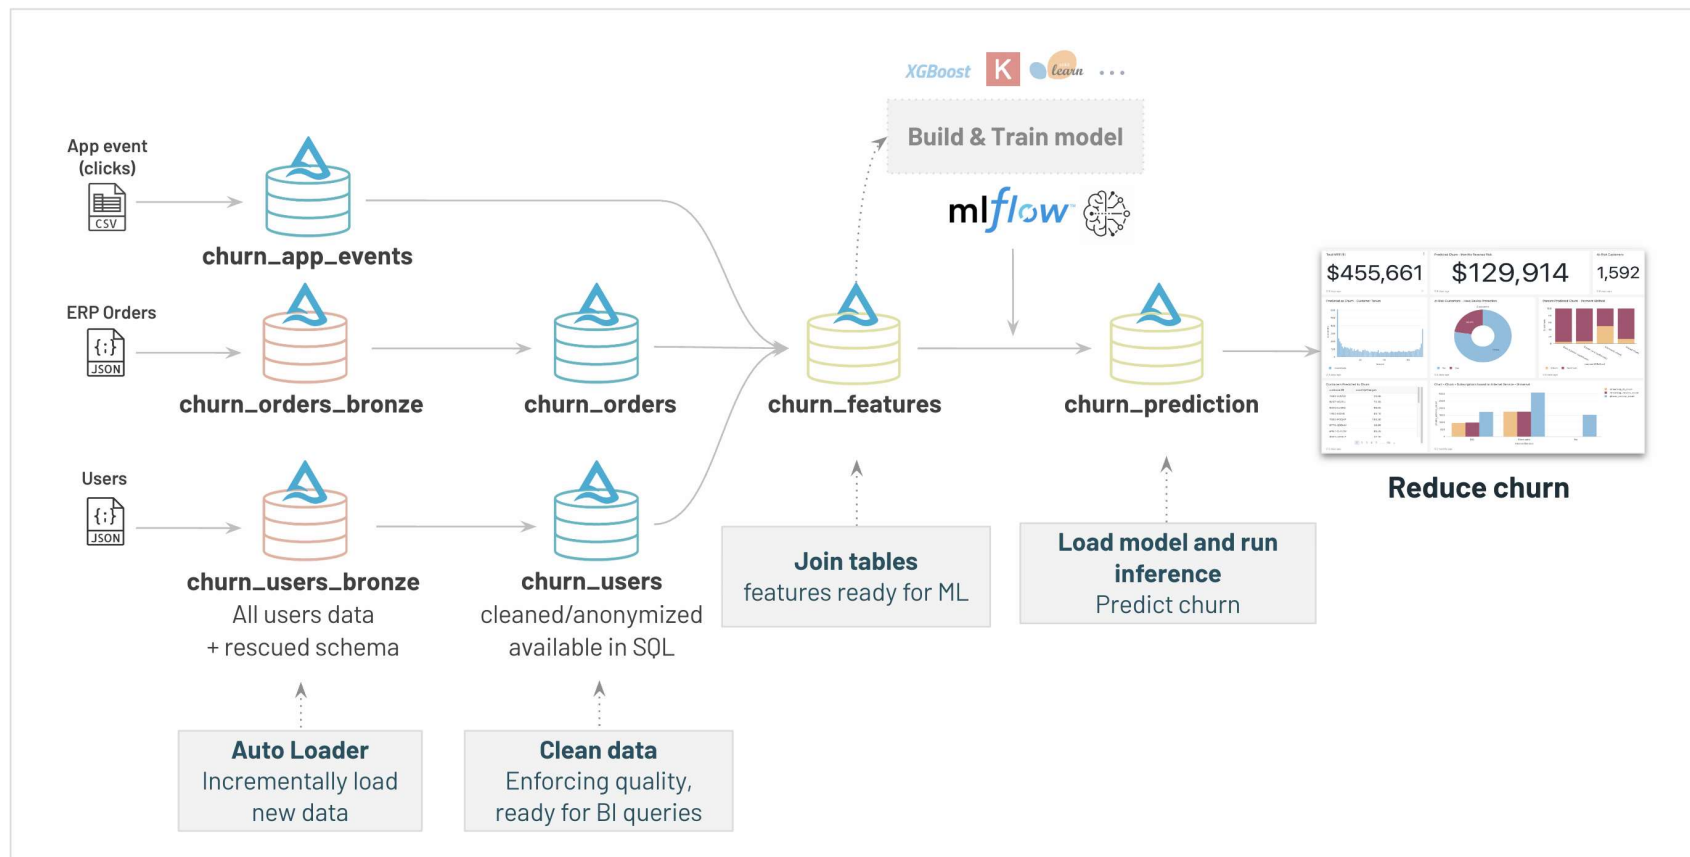 XGBoost
K
learn
Build & Train model
mlflow™
App event
(clicks)
CSV
churn_app_events
ERP Orders
{;}
JSON
churn_orders_bronze
churn_orders
churn_features
churn_prediction
$455,661
$129,914
1,592
Reduce churn
Users
{;}
JSON
churn_users_bronze
All users data
+ rescued schema
churn_users
cleaned/anonymized
available in SQL
Join tables
features ready for ML
Load model and run
inference
Predict churn
Auto Loader
Incrementally load
new data
Clean data
Enforcing quality,
ready for BI queries